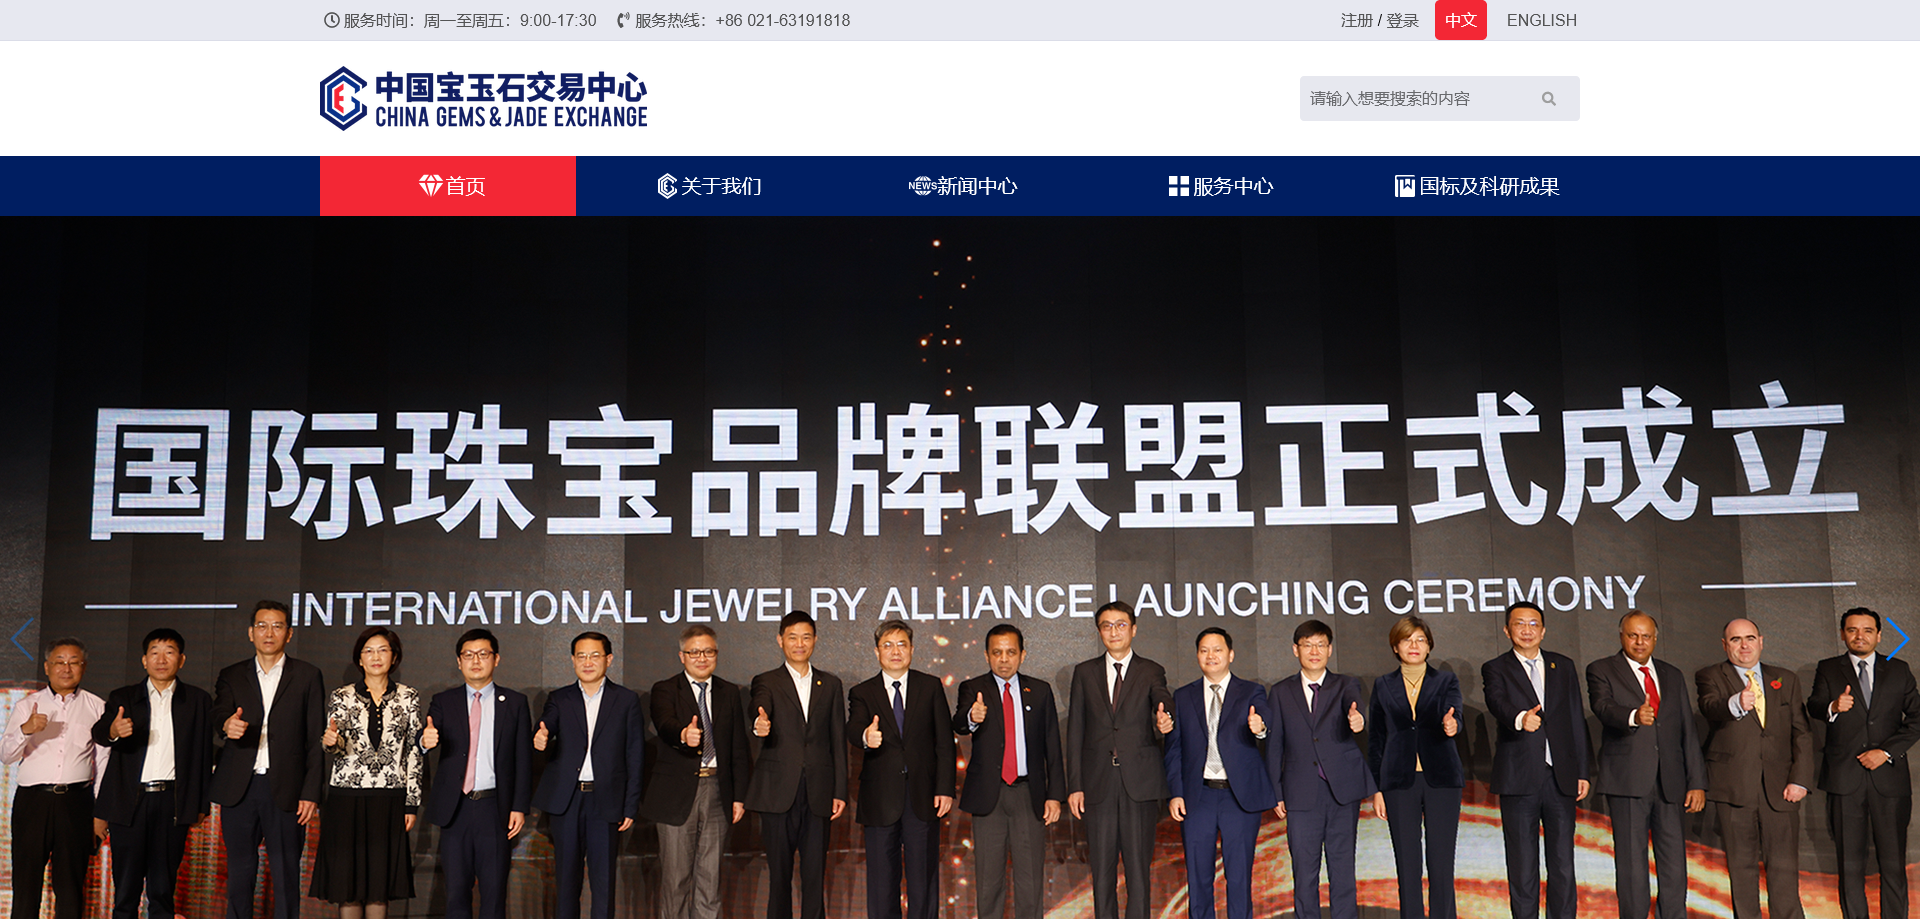 服务时间：周一至周五：9:00-17:30 服务热线：+86 021-63191818 注册 / 登录 中文 ENGLISH
中国宝玉石交易中心
CHINA GEMS & JADE EXCHANGE
请输入想要搜索的内容
首页 关于我们 NEWS 新闻中心 服务中心 国标及科研成果
国际珠宝品牌联盟正式成立
INTERNATIONAL JEWELRY ALLIANCE LAUNCHING CEREMONY